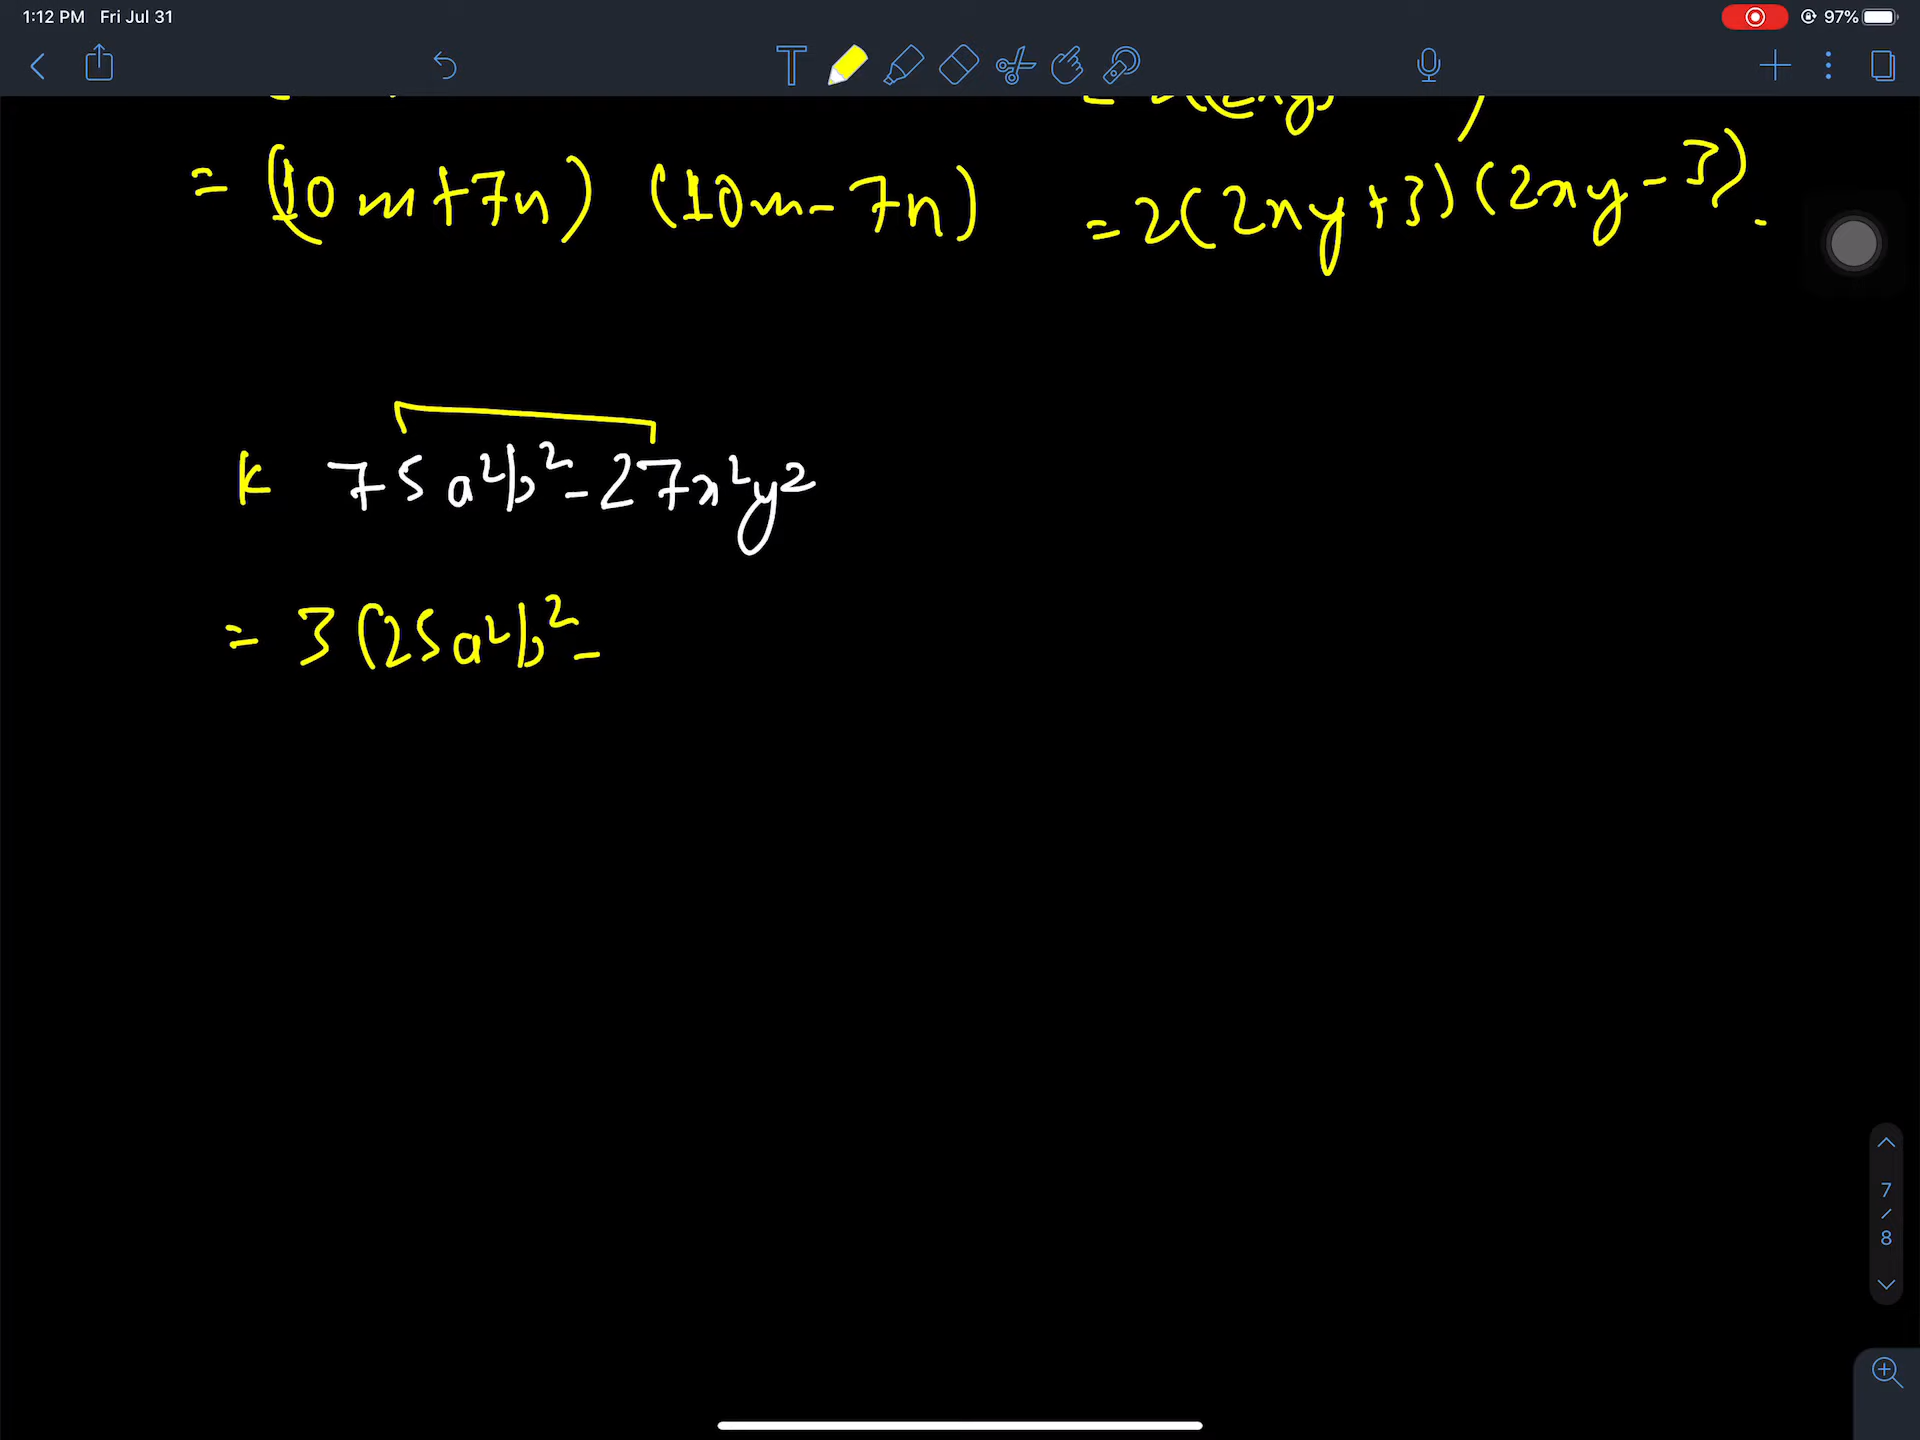 1:12 PM Fri Jul 31
97%
= (10m+7n) (10m-7n)
=2(2xy+3)(2xy-3).
k 75a²b²-27x²y²
= 3(25a²b²-
7
/
8